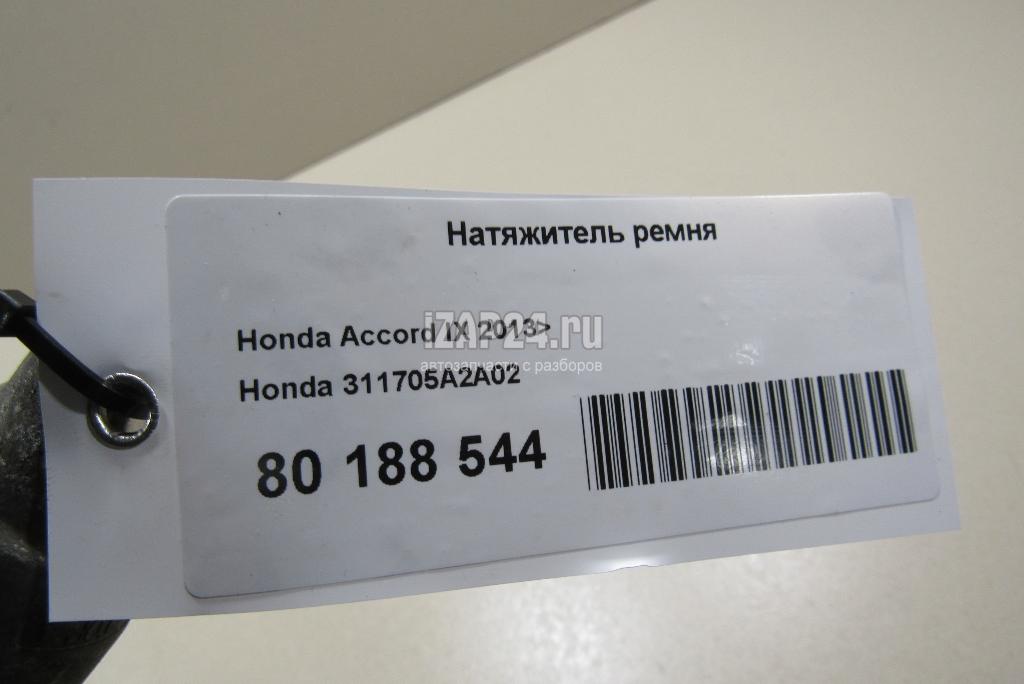 Натяжитель ремня
Honda Accord IX 2013>
iZAP24.ru
автозапчасти с разборов
Honda 311705A2A02
80 188 544